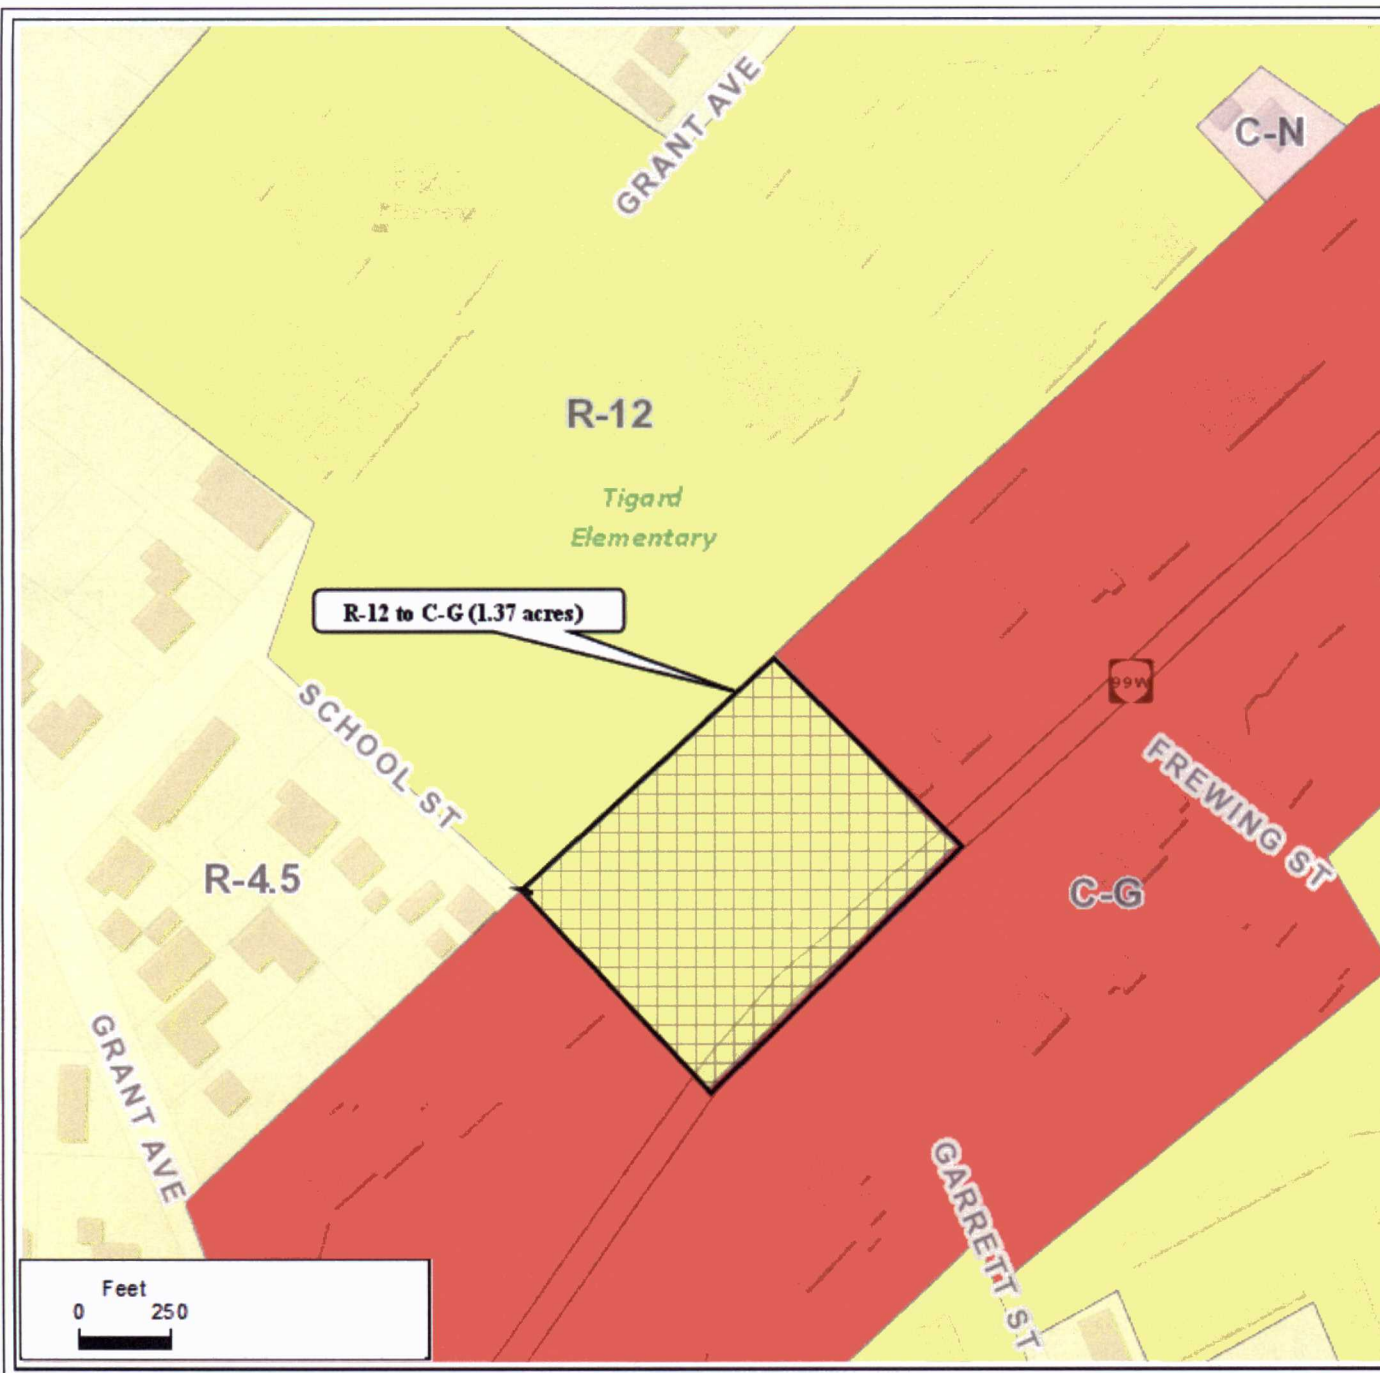 GRANT AVE
C-N
R-12
Tigard
Elementary
R-12 to C-G (1.37 acres)
99W
SCHOOL ST
FREWING ST
R-4.5
C-G
GRANT AVE
GARRETT ST
Feet
0 250